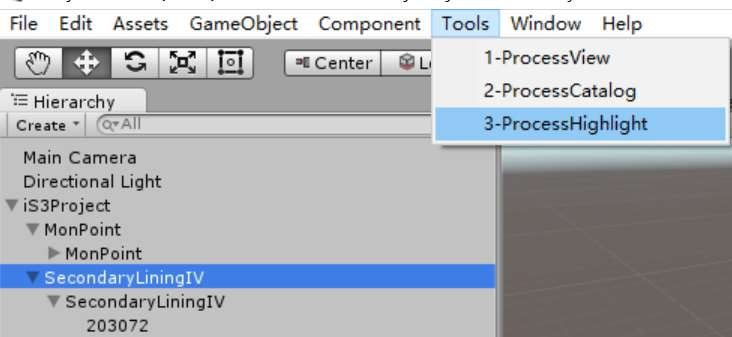 File Edit Assets GameObject Component Tools Window Help
Center
1-ProcessView
2-ProcessCatalog
3-ProcessHighlight
Hierarchy
Create All
Main Camera
Directional Light
iS3Project
MonPoint
MonPoint
SecondaryLiningIV
SecondaryLiningIV
203072